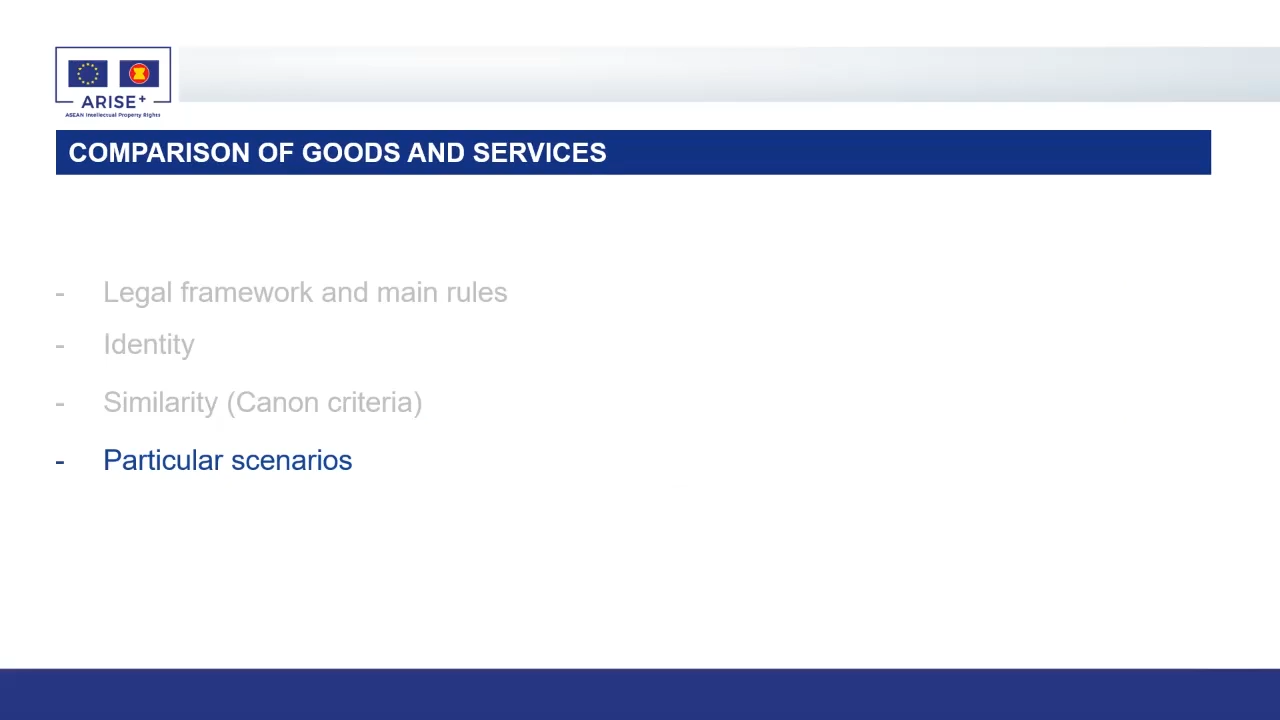 ARISE+
ASEAN Intellectual Property Rights
COMPARISON OF GOODS AND SERVICES
- Legal framework and main rules
- Identity
- Similarity (Canon criteria)
- Particular scenarios